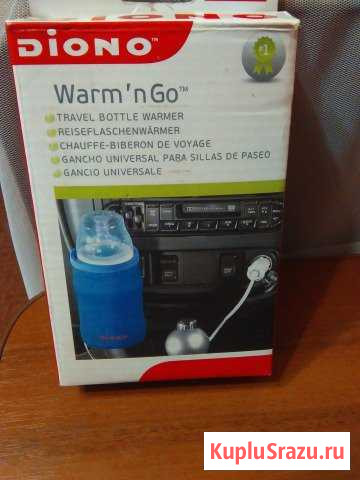 DIONO™
#1
Warm'nGo™
TRAVEL BOTTLE WARMER
REISEFLASCHENWÄRMER
CHAUFFE-BIBERON DE VOYAGE
GANCHO UNIVERSAL PARA SILLAS DE PASEO
GANCIO UNIVERSALE
DIONO
KupluSrazu.ru